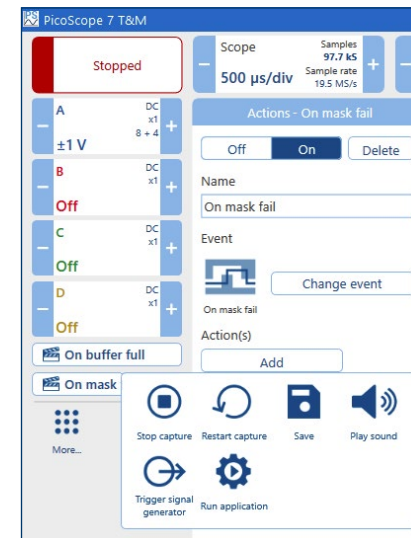 PicoScope 7 T&M
Stopped
Scope
500 µs/div
Samples
97.7 kS
Sample rate
19.5 MS/s
A
DC
x1
8 + 4
±1 V
B
DC
x1
Off
C
DC
x1
Off
D
DC
x1
Off
On buffer full
On mask
More...
Actions - On mask fail
Off
On
Delete
Name
On mask fail
Event
On mask fail
Change event
Action(s)
Add
Stop capture
Restart capture
Save
Play sound
Trigger signal
generator
Run application